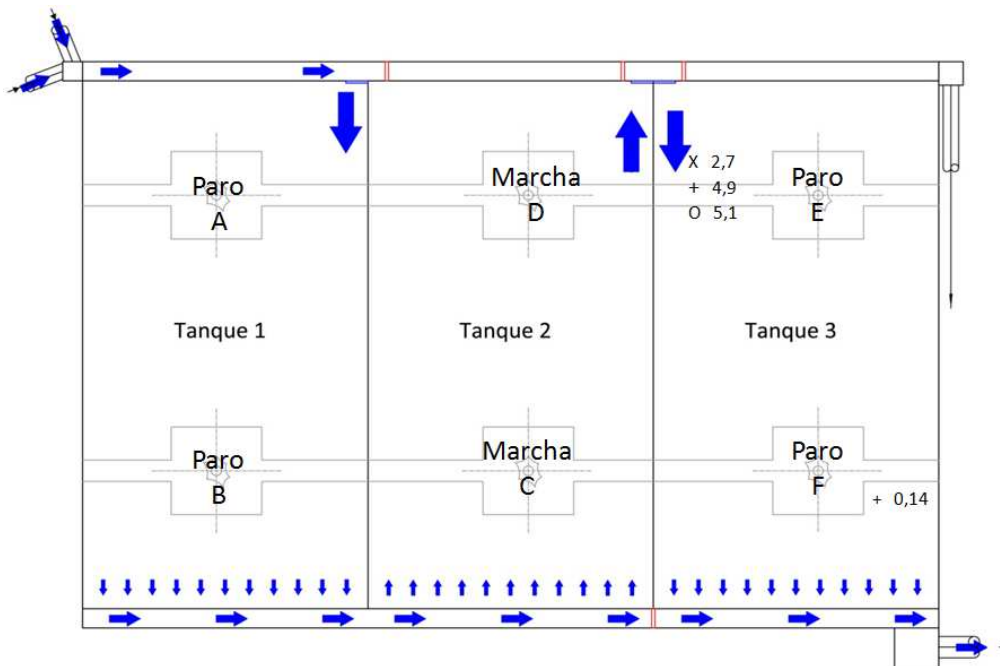 Paro
A
Marcha
D
Paro
E
X 2,7
+ 4,9
O 5,1
Tanque 1
Tanque 2
Tanque 3
Paro
B
Marcha
C
Paro
F
+ 0,14